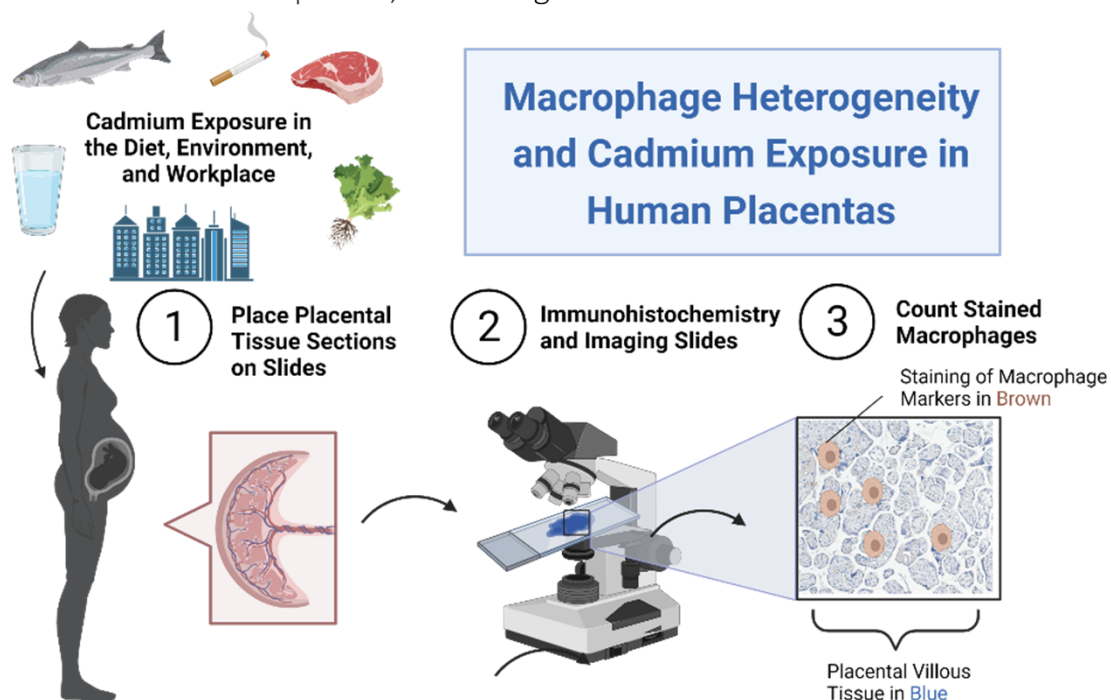 Cadmium Exposure in
the Diet, Environment,
and Workplace
Macrophage Heterogeneity
and Cadmium Exposure in
Human Placentas
1
Place Placental
Tissue Sections
on Slides
2
Immunohistochemistry
and Imaging Slides
3
Count Stained
Macrophages
Staining of Macrophage
Markers in Brown
Placental Villous
Tissue in Blue